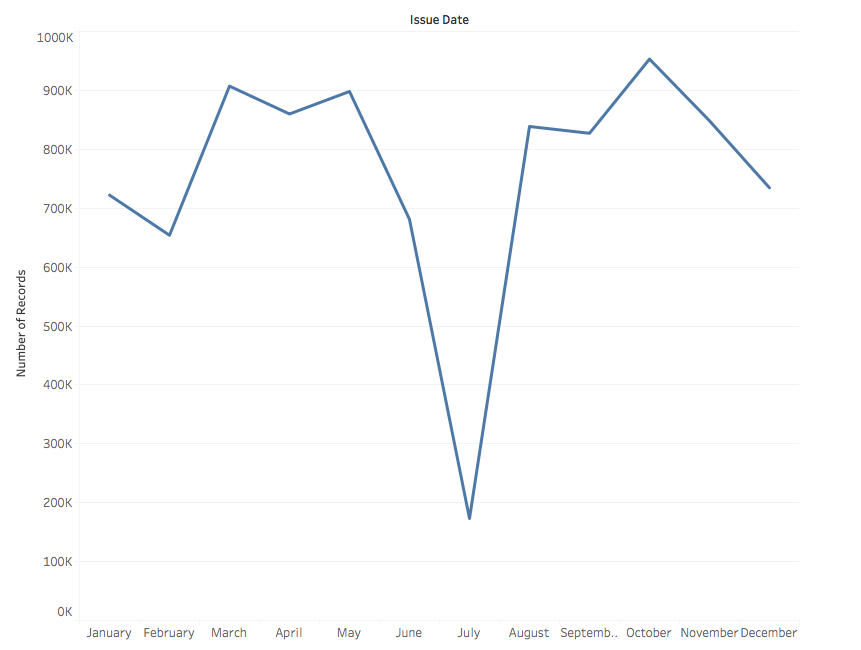 Issue Date
1000K
900K
800K
700K
600K
500K
400K
300K
200K
100K
0K
Number of Records
January February March April May June July August Septemb.. October November December